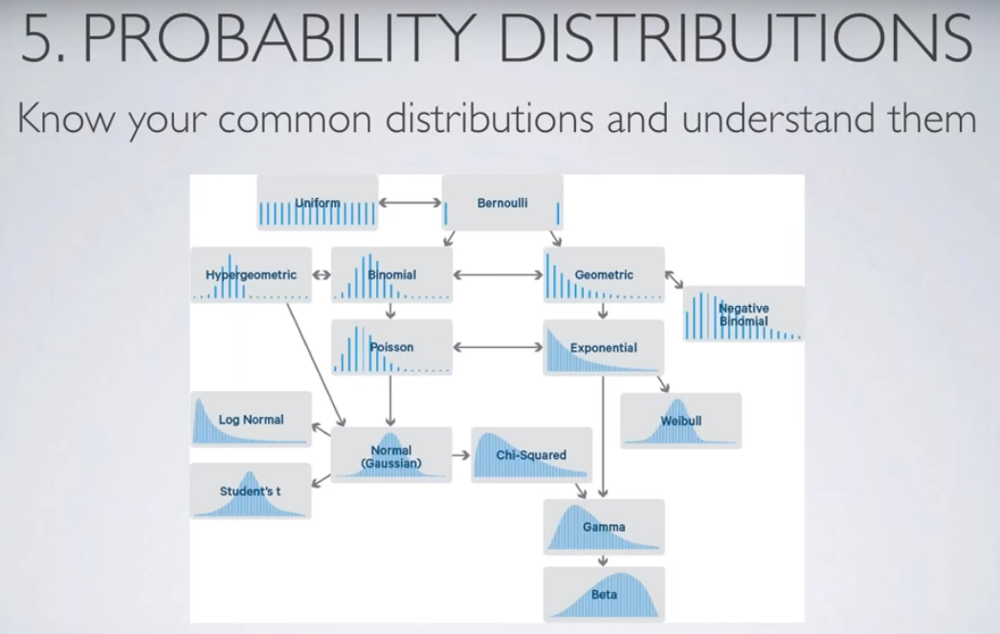 5. PROBABILITY DISTRIBUTIONS
Know your common distributions and understand them
Uniform
Bernoulli
Hypergeometric
Binomial
Geometric
Negative
Binomial
Poisson
Exponential
Log Normal
Weibull
Normal
(Gaussian)
Chi-Squared
Student's t
Gamma
Beta